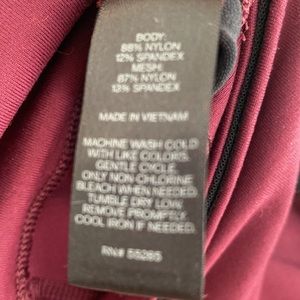 BODY:
88% NYLON
12% SPANDEX
MESH:
87% NYLON
13% SPANDEX
MADE IN VIETNAM
MACHINE WASH COLD
WITH LIKE COLORS.
GENTLE CYCLE.
ONLY NON-CHLORINE
BLEACH WHEN NEEDED.
TUMBLE DRY LOW.
REMOVE PROMPTLY.
COOL IRON IF NEEDED.
RN#